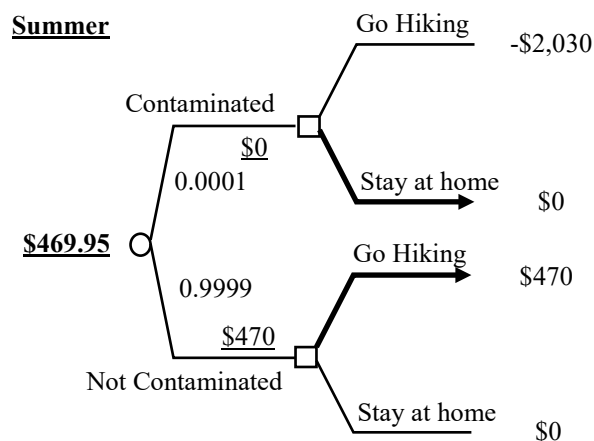 Summer
Go Hiking
-$2,030
Contaminated
$0
0.0001
Stay at home
$0
$469.95
Go Hiking
$470
0.9999
$470
Not Contaminated
Stay at home
$0